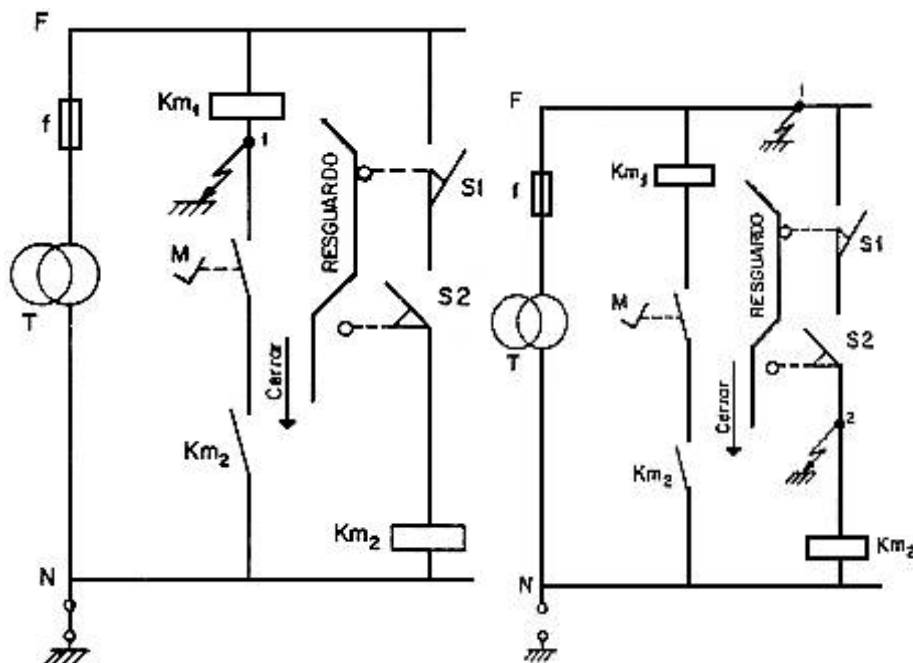 F
f
Km₁
1
RESGUARDO
S1
M
S2
T
Cerrar
Km₂
Km₂
N
F
1
f
Km₁
RESGUARDO
S1
M
S2
T
Cerrar
2
Km₂
Km₂
N